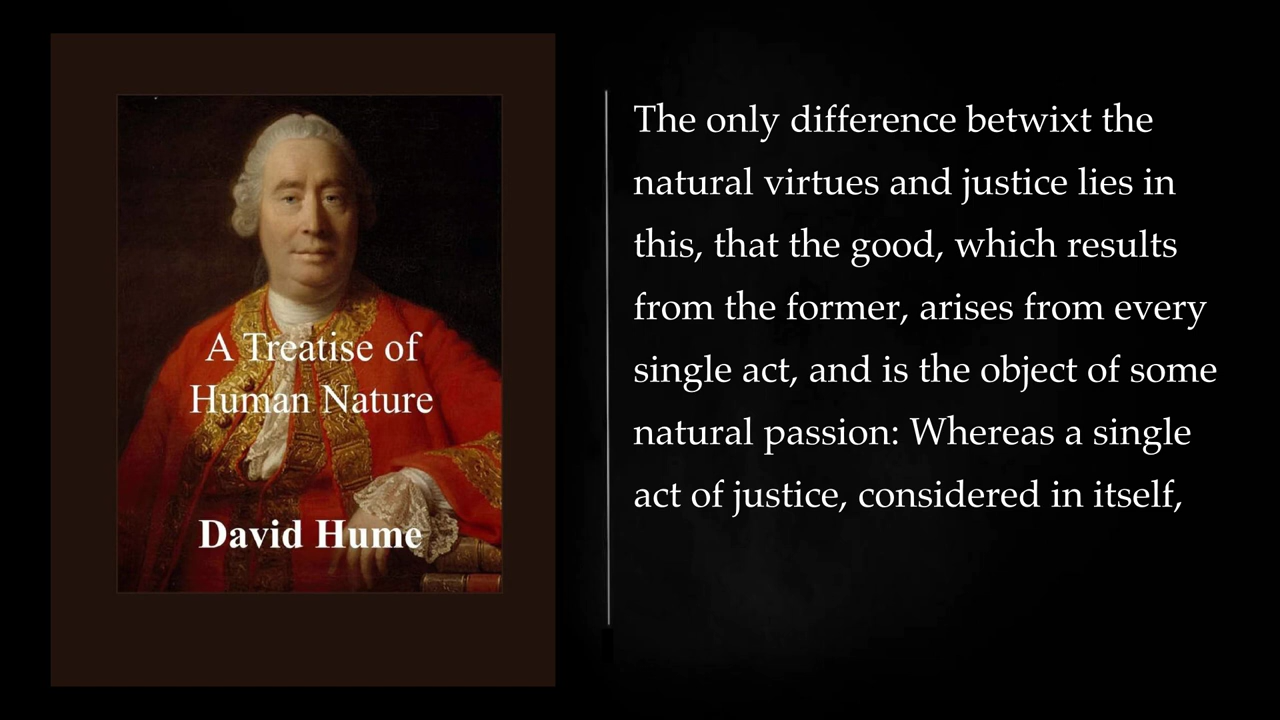 A Treatise of
Human Nature
David Hume
The only difference betwixt the
natural virtues and justice lies in
this, that the good, which results
from the former, arises from every
single act, and is the object of some
natural passion: Whereas a single
act of justice, considered in itself,